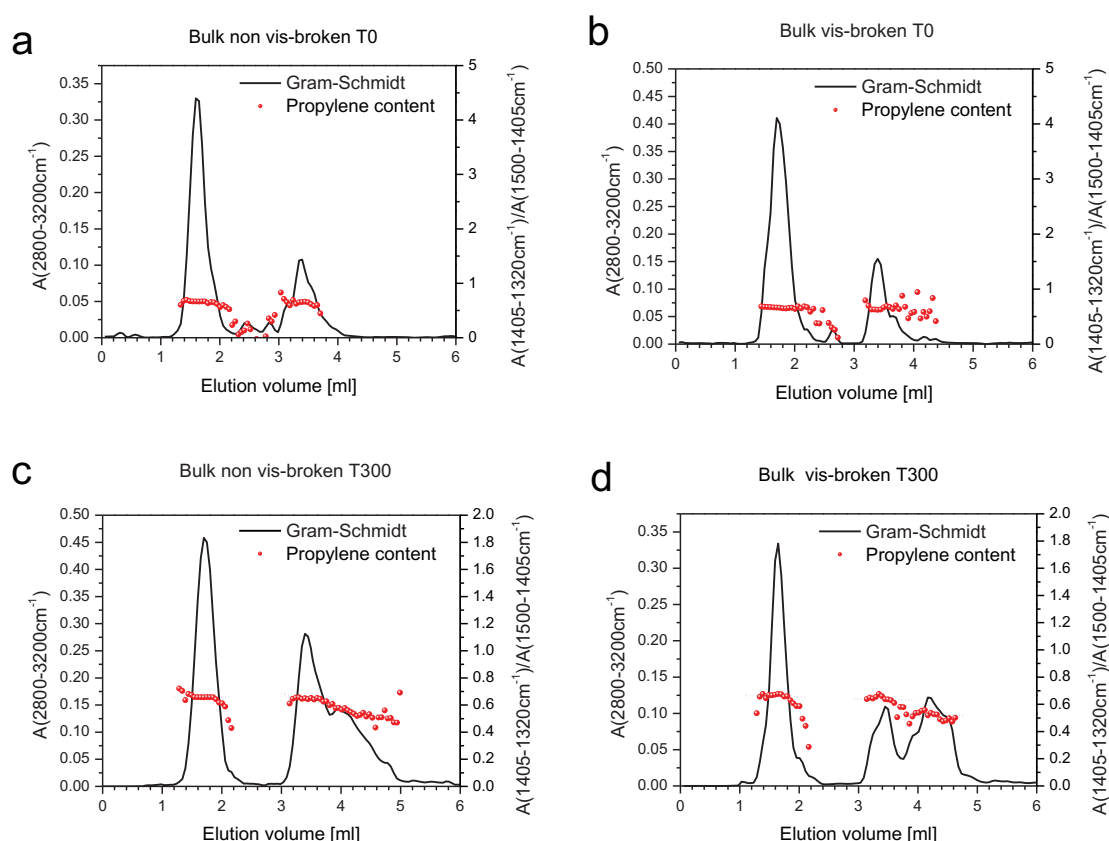 a
Bulk non vis-broken T0
Gram-Schmidt
Propylene content
A(2800-3200cm⁻¹)
0.35
0.30
0.25
0.20
0.15
0.10
0.05
0.00
5
4
3
2
1
0
A(1405-1320cm⁻¹)/A(1500-1405cm⁻¹)
0 1 2 3 4 5 6
Elution volume [ml]
b
Bulk vis-broken T0
Gram-Schmidt
Propylene content
A(2800-3200cm⁻¹)
0.50
0.45
0.40
0.35
0.30
0.25
0.20
0.15
0.10
0.05
0.00
5
4
3
2
1
0
A(1405-1320cm⁻¹)/A(1500-1405cm⁻¹)
0 1 2 3 4 5 6
Elution volume [ml]
c
Bulk non vis-broken T300
Gram-Schmidt
Propylene content
A(2800-3200cm⁻¹)
0.50
0.45
0.40
0.35
0.30
0.25
0.20
0.15
0.10
0.05
0.00
2.0
1.8
1.6
1.4
1.2
1.0
0.8
0.6
0.4
0.2
0.0
A(1405-1320cm⁻¹)/A(1500-1405cm⁻¹)
0 1 2 3 4 5 6
Elution volume [ml]
d
Bulk vis-broken T300
Gram-Schmidt
Propylene content
A(2800-3200cm⁻¹)
0.35
0.30
0.25
0.20
0.15
0.10
0.05
0.00
2.0
1.8
1.6
1.4
1.2
1.0
0.8
0.6
0.4
0.2
0.0
A(1405-1320cm⁻¹)/A(1500-1405cm⁻¹)
0 1 2 3 4 5 6
Elution volume [ml]